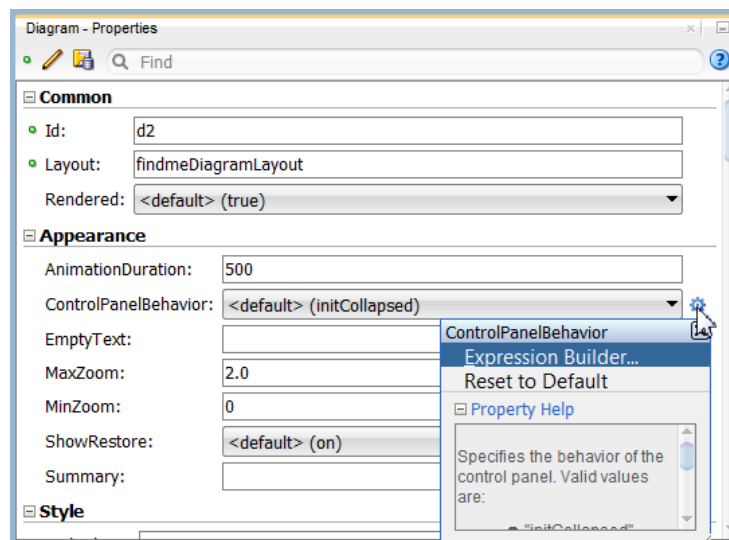 Diagram - Properties
Find
Common
Id: d2
Layout: findmeDiagramLayout
Rendered: <default> (true)
Appearance
AnimationDuration: 500
ControlPanelBehavior: <default> (initCollapsed)
EmptyText:
ControlPanelBehavior
Expression Builder...
MaxZoom: 2.0
Reset to Default
MinZoom: 0
Property Help
ShowRestore: <default> (on)
Specifies the behavior of the
control panel. Valid values
are:
Summary:
Style
"initCollapsed"